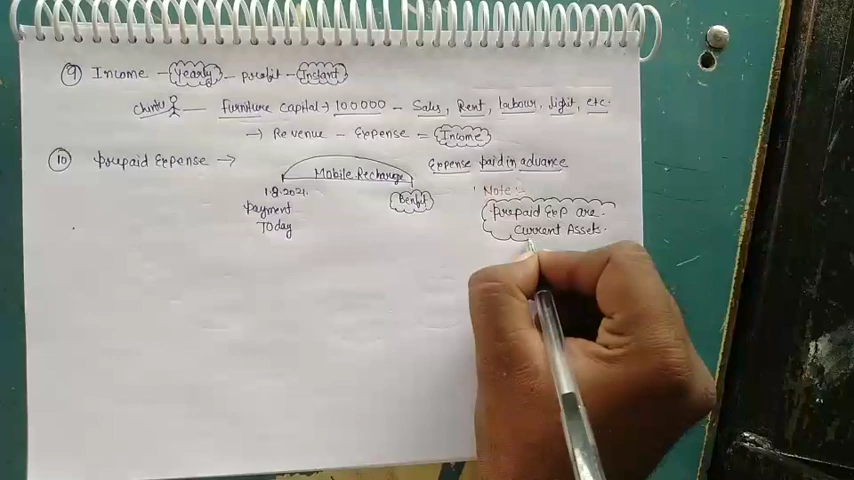 9 Income - Yearly - profit - Instant
Chintu - Furniture capital → 100000 - Sales, Rent, labour, light, etc.
→ Revenue - Expense = Income
10 Prepaid Expense →
Expense paid in advance
Mobile Recharge
1.8.2021.
Payment
Today
Benefit
Note :-
Prepaid Exp are
Current Assets.